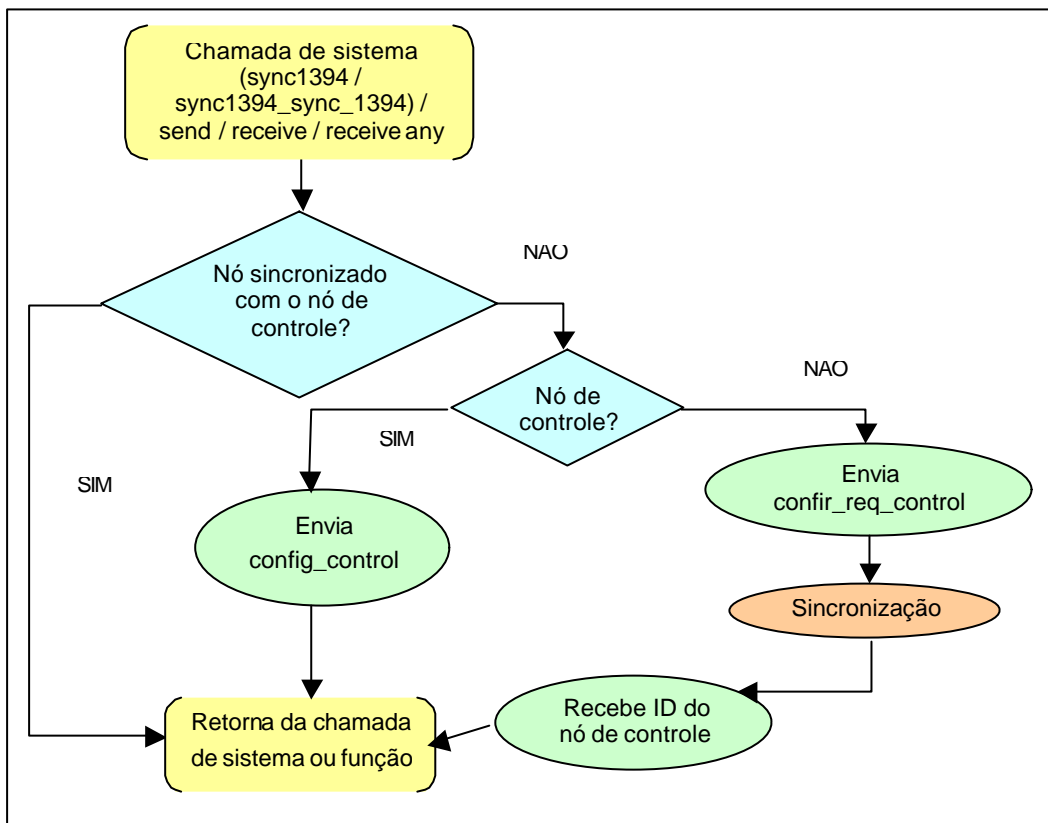 Chamada de sistema
(sync1394 /
sync1394_sync_1394) /
send / receive / receive any
NAO
Nó sincronizado
com o nó de
controle?
NAO
Nó de
controle?
SIM
SIM
Envia
confir_req_control
Envia
config_control
Sincronização
Recebe ID do
nó de controle
Retorna da chamada
de sistema ou função